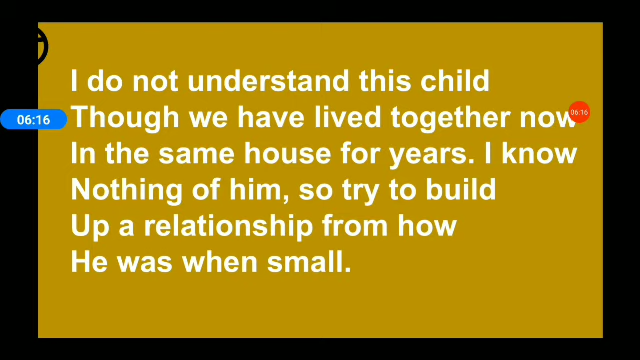 I do not understand this child
06:16 Though we have lived together now 06:16
In the same house for years. I know
Nothing of him, so try to build
Up a relationship from how
He was when small.